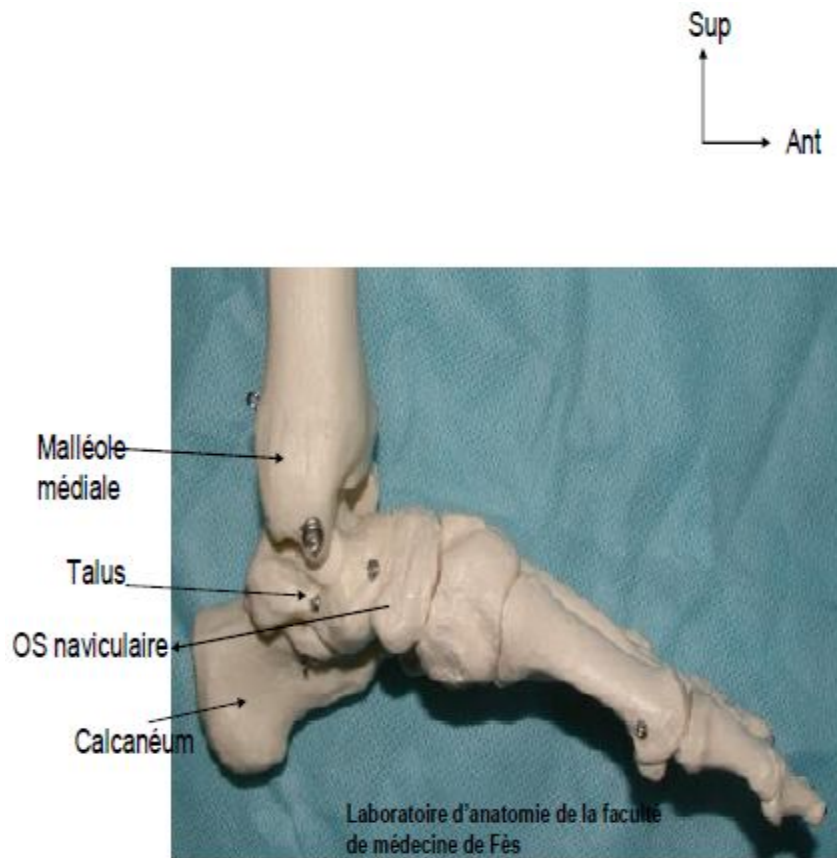 Sup
Ant
Malléole
médiale
Talus
OS naviculaire
Calcanéum
Laboratoire d'anatomie de la faculté
de médecine de Fès